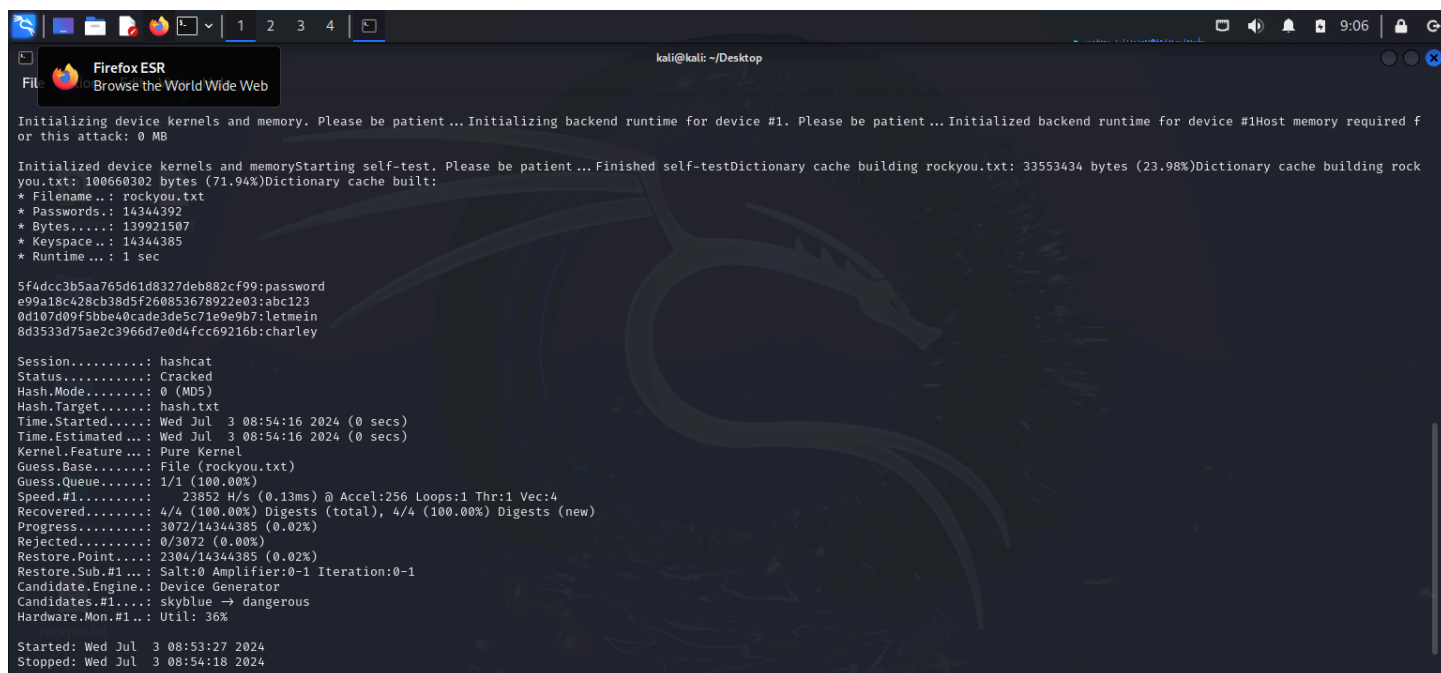 1 2 3 4 9:06
kali@kali: ~/Desktop
Firefox ESR
Browse the World Wide Web
Initializing device kernels and memory. Please be patient...Initializing backend runtime for device #1. Please be patient...Initialized backend runtime for device #1Host memory required f
or this attack: 0 MB
Initialized device kernels and memoryStarting self-test. Please be patient...Finished self-testDictionary cache building rockyou.txt: 33553434 bytes (23.98%)Dictionary cache building rock
you.txt: 100660302 bytes (71.94%)Dictionary cache built:
* Filename..: rockyou.txt
* Passwords.: 14344392
* Bytes.....: 139921507
* Keyspace..: 14344385
* Runtime...: 1 sec
5f4dcc3b5aa765d61d8327deb882cf99:password
e99a18c428cb38d5f260853678922e03:abc123
0d107d09f5bbe40cade3de5c71e9e9b7:letmein
8d3533d75ae2c3966d7e0d4fcc69216b:charley
Session..........: hashcat
Status...........: Cracked
Hash.Mode........: 0 (MD5)
Hash.Target......: hash.txt
Time.Started.....: Wed Jul  3 08:54:16 2024 (0 secs)
Time.Estimated...: Wed Jul  3 08:54:16 2024 (0 secs)
Kernel.Feature...: Pure Kernel
Guess.Base.......: File (rockyou.txt)
Guess.Queue......: 1/1 (100.00%)
Speed.#1.........:    23852 H/s (0.13ms) @ Accel:256 Loops:1 Thr:1 Vec:4
Recovered........: 4/4 (100.00%) Digests (total), 4/4 (100.00%) Digests (new)
Progress.........: 3072/14344385 (0.02%)
Rejected.........: 0/3072 (0.00%)
Restore.Point....: 2304/14344385 (0.02%)
Restore.Sub.#1...: Salt:0 Amplifier:0-1 Iteration:0-1
Candidate.Engine.: Device Generator
Candidates.#1....: skyblue → dangerous
Hardware.Mon.#1..: Util: 36%
rockyou.txt
Started: Wed Jul  3 08:53:27 2024
Stopped: Wed Jul  3 08:54:18 2024